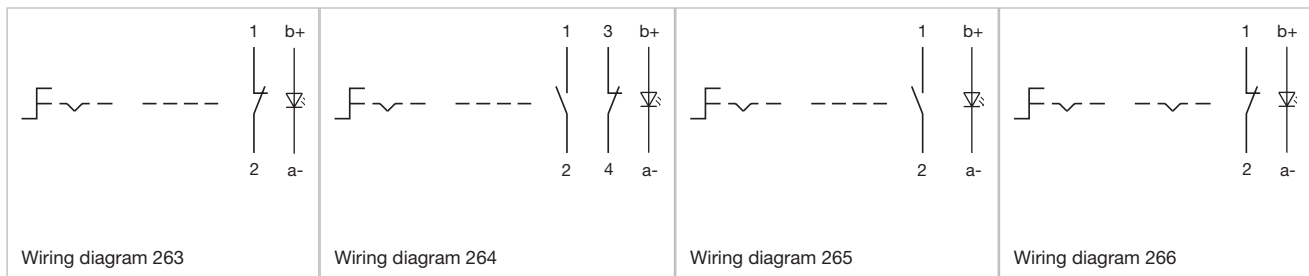 1 b+
2 a-
Wiring diagram 263
1 3 b+
2 4 a-
Wiring diagram 264
1 b+
2 a-
Wiring diagram 265
1 b+
2 a-
Wiring diagram 266